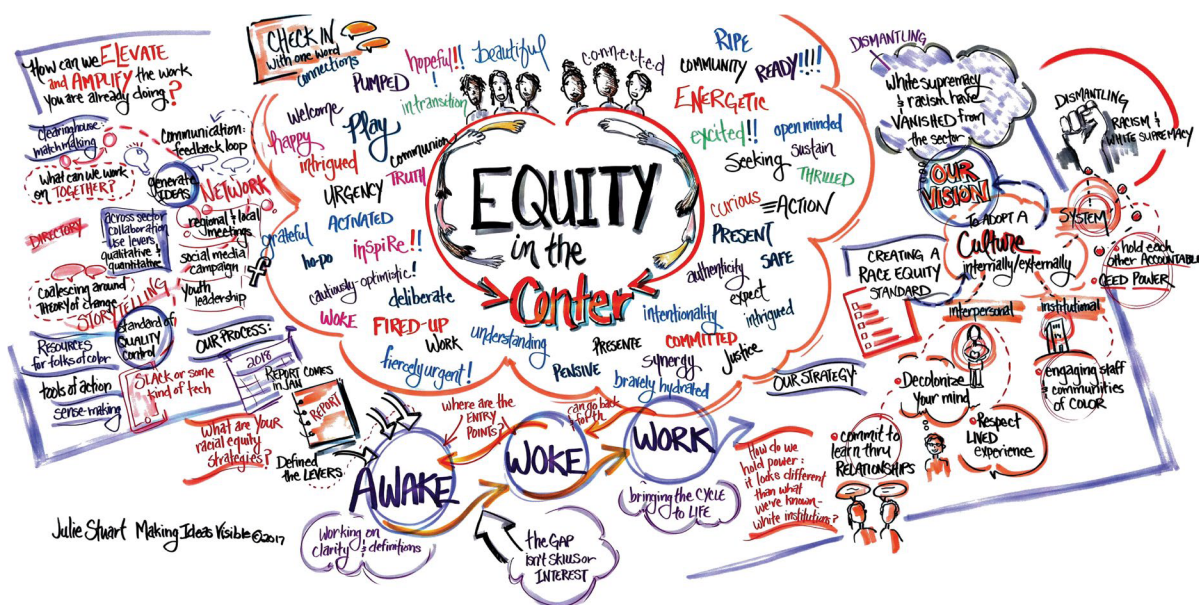 How can we ELEVATE
and AMPLIFY the work
you are already doing?
Clearinghouse:
matchmaking
Communication:
feedback loop
What can we work
on TOGETHER?
generate
IDEAS
NETWORK
DIRECTORY
across sector
collaboration
use levers,
qualitative &
quantitative
regional & local
meetings
social media
campaign
youth
leadership
Coalescing around
THEORY of change
STORYTELLING
standard of
QUALITY
control
RESOURCES
for folks of color
tools of action
sense-making
SLACK or some
kind of tech
OUR PROCESS:
2018
REPORT COMES
IN JAN
REPORT
What are YOUR
racial equity
strategies?
Defined
the LEVERS
CHECK IN
with one word
connections
PUMPED
hopeful!!
beautiful
connected
RIPE
COMMUNITY
READY!!!!
Welcome
in transition
ENERGETIC
happy
Play
excited!!
open minded
intrigued
communion
seeking
sustain
URGENCY
TRUTH
THRILLED
ACTIVATED
curious
ACTION
grateful
inspire!!
PRESENT
ho-po
SAFE
cautiously-optimistic!
authenticity
deliberate
expect
WOKE
FIRED-UP
intentionality
intrigued
WORK
understanding
PRESENTE
COMMITTED
fiercely urgent!
PENSIVE
synergy
Justice
bravely hydrated
EQUITY
in the
Center
DISMANTLING
white supremacy
& racism have
VANISHED from
the sector
DISMANTLING
RACISM &
WHITE SUPREMACY
OUR
VISION
TO ADOPT A
Culture
internally/externally
SYSTEM
hold each
other ACCOUNTABLE
CEED POWER
CREATING A
RACE EQUITY
STANDARD
interpersonal
institutional
Decolonize
Your mind
engaging staff
& communities
of COLOR
OUR STRATEGY
commit to
learn thru
RELATIONSHIPS
Respect
LIVED
experience
Where are the
ENTRY
POINTS?
can go back
& forth
AWAKE
WOKE
WORK
How do we
hold power:
it looks different
than what
we've known-
white institutions?
bringing the CYCLE
to LIFE
working on
clarity & definitions
the GAP
isn't SKILLS or
INTEREST
Julie Stuart Making Ideas Visible ©2017